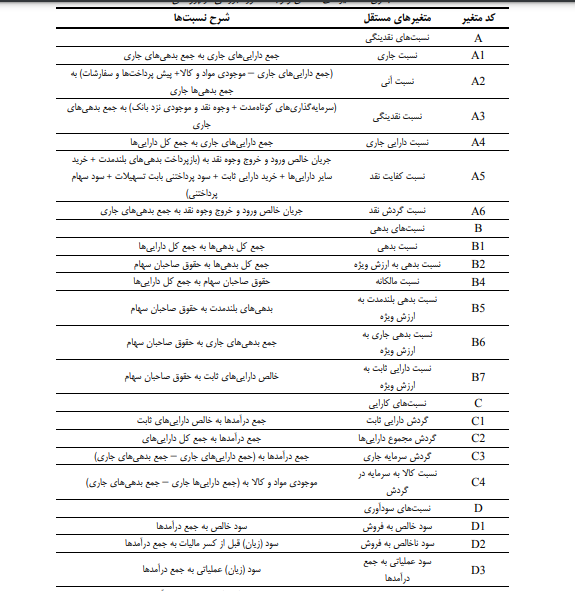 کد متغیر متغیرهای مستقل شرح نسبت‌ها
A نسبت‌های نقدینگی
A1 نسبت جاری جمع دارایی‌های جاری به جمع بدهی‌های جاری
A2 نسبت آنی (جمع دارایی‌های جاری – موجودی مواد و کالا+ پیش پرداخت‌ها و سفارشات) به
جمع بدهی‌ها جاری
A3 نسبت نقدینگی (سرمایه‌گذاری‌های کوتاه‌مدت + وجوه نقد و موجودی نزد بانک) به جمع بدهی‌های
جاری
A4 نسبت دارایی جاری جمع دارایی‌های جاری به جمع کل دارایی‌ها
A5 نسبت کفایت نقد جریان خالص ورود و خروج وجوه نقد به (بازپرداخت بدهی‌های بلندمدت + خرید
سایر دارایی‌ها + خرید دارایی ثابت + سود پرداختنی بابت تسهیلات + سود سهام
پرداختنی)
A6 نسبت گردش نقد جریان خالص ورود و خروج وجوه نقد به جمع بدهی‌های جاری
B نسبت‌های بدهی
B1 نسبت بدهی جمع کل بدهی‌ها به جمع کل دارایی‌ها
B2 نسبت بدهی به ارزش ویژه جمع کل بدهی‌ها به حقوق صاحبان سهام
B4 نسبت مالکانه حقوق صاحبان سهام به جمع کل دارایی‌ها
B5 نسبت بدهی بلندمدت به
ارزش ویژه بدهی‌های بلندمدت به حقوق صاحبان سهام
B6 نسبت بدهی جاری به
ارزش ویژه جمع بدهی‌های جاری به حقوق صاحبان سهام
B7 نسبت دارایی ثابت به
ارزش ویژه خالص دارایی‌های ثابت به حقوق صاحبان سهام
C نسبت‌های کارایی
C1 گردش دارایی ثابت جمع درآمدها به خالص دارایی‌های ثابت
C2 گردش مجموع دارایی‌ها جمع درآمدها به جمع کل دارایی‌های
C3 گردش سرمایه جاری جمع درآمدها به (جمع دارایی‌های جاری – جمع بدهی‌های جاری)
C4 نسبت کالا به سرمایه در
گردش موجودی مواد و کالا به (جمع دارایی‌ها جاری – جمع بدهی‌های جاری)
D نسبت‌های سودآوری
D1 سود خالص به فروش سود خالص به جمع درآمدها
D2 سود ناخالص به فروش سود (زیان) قبل از کسر مالیات به جمع درآمدها
D3 سود عملیاتی به جمع
درآمدها سود (زیان) عملیاتی به جمع درآمدها